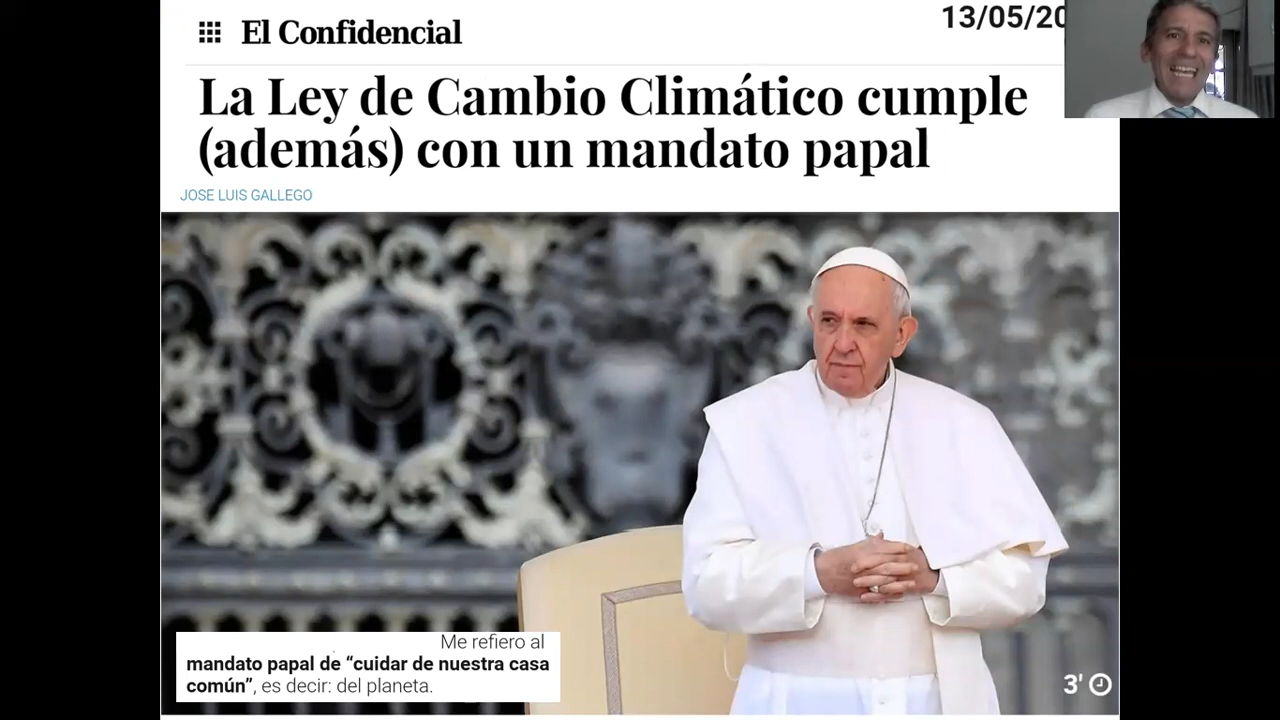 El Confidencial
13/05/20
La Ley de Cambio Climático cumple
(además) con un mandato papal
JOSE LUIS GALLEGO
Me refiero al
mandato papal de “cuidar de nuestra casa
común”, es decir: del planeta.
3'